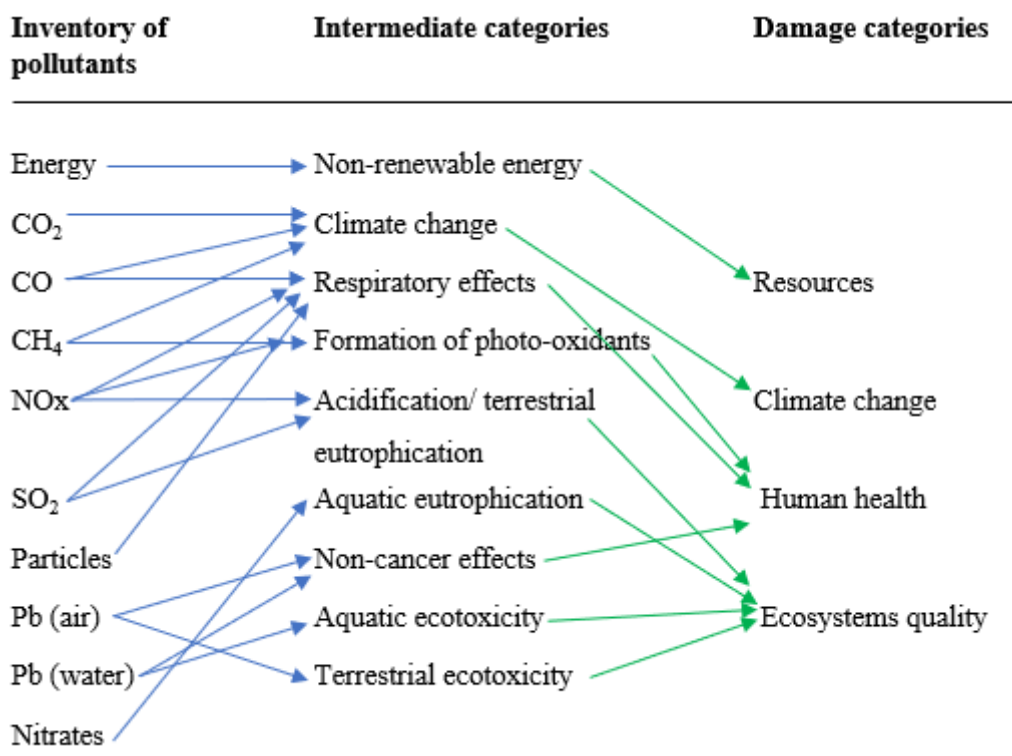 Inventory of pollutants
Intermediate categories
Damage categories
Energy
CO₂
CO
CH₄
NOx
SO₂
Particles
Pb (air)
Pb (water)
Nitrates
Non-renewable energy
Climate change
Respiratory effects
Formation of photo-oxidants
Acidification/ terrestrial
eutrophication
Aquatic eutrophication
Non-cancer effects
Aquatic ecotoxicity
Terrestrial ecotoxicity
Resources
Climate change
Human health
Ecosystems quality